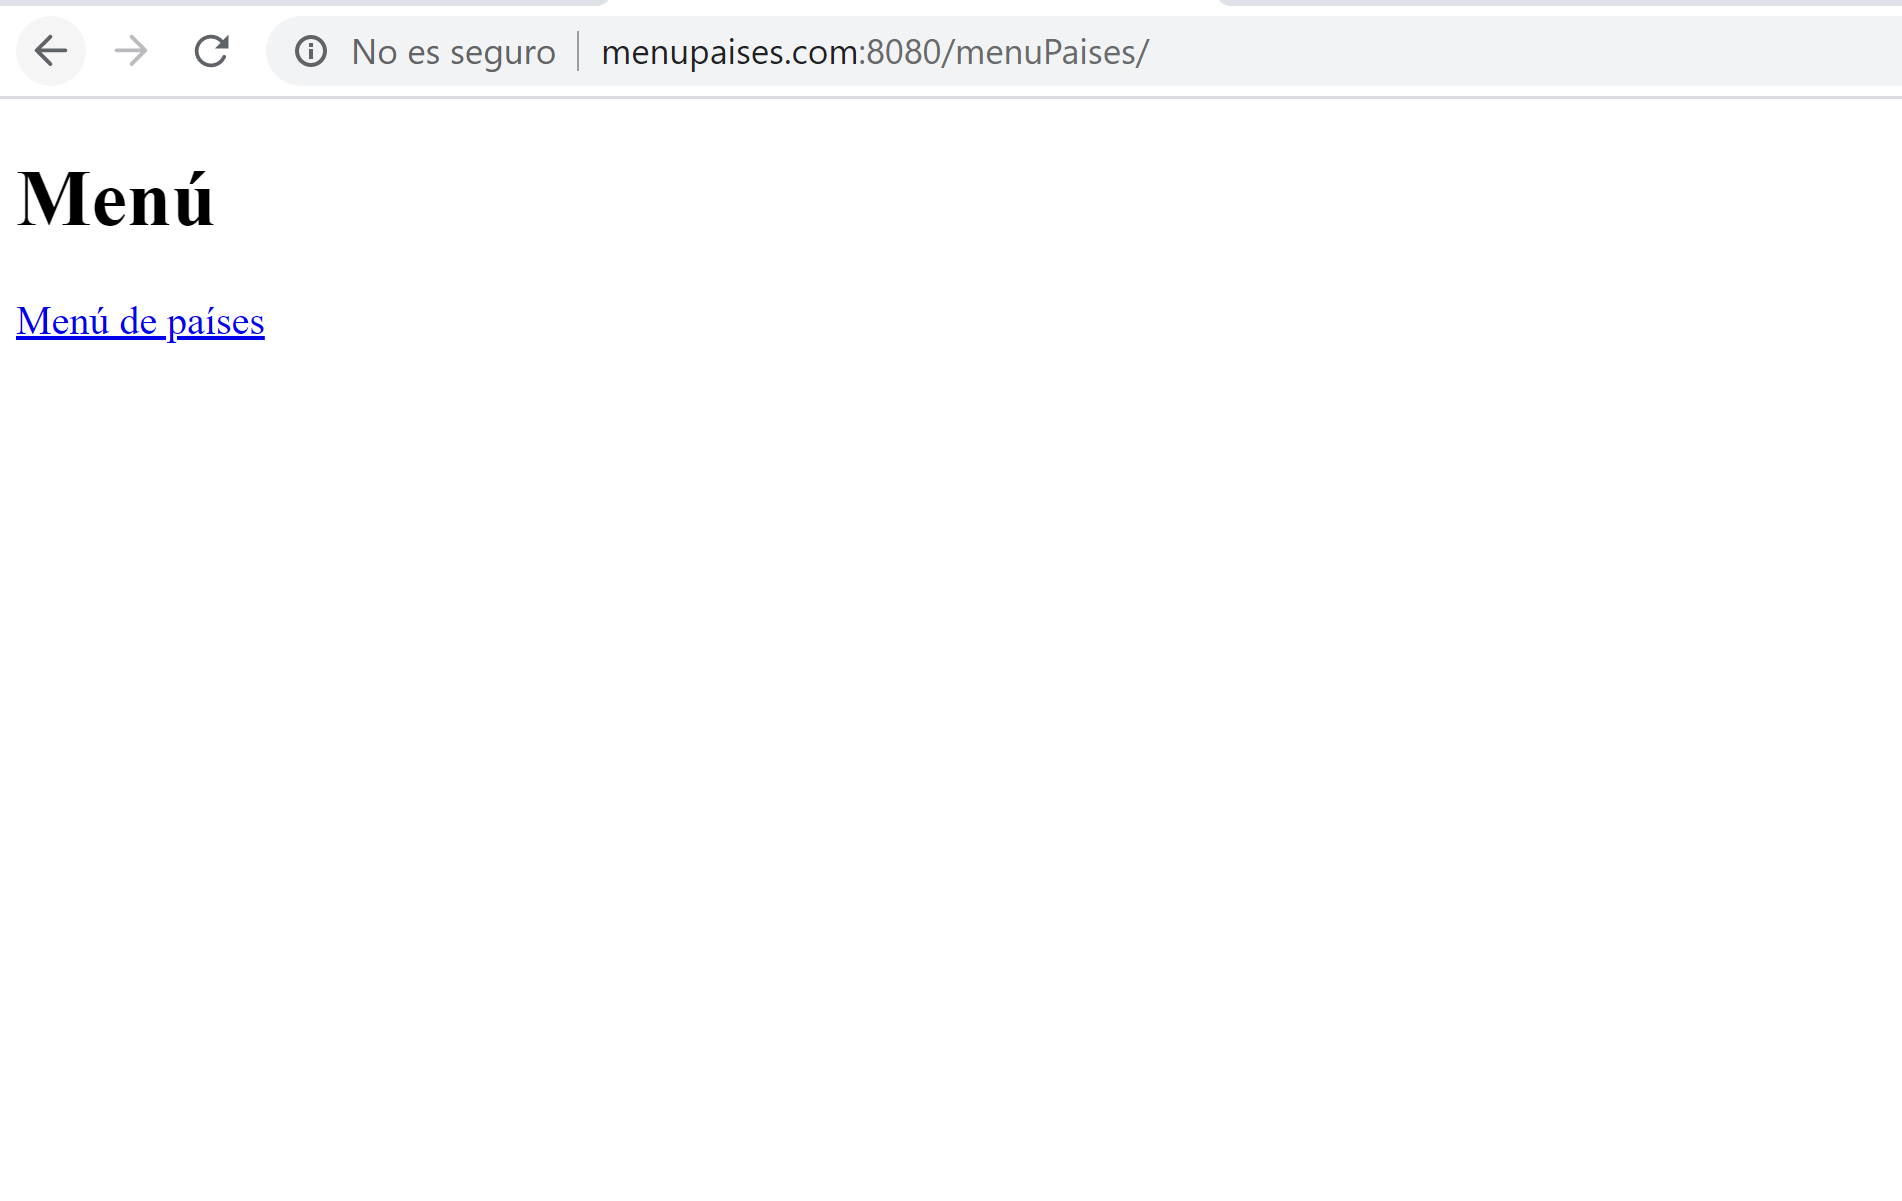 No es seguro menupaises.com:8080/menuPaises/
Menú
Menú de países